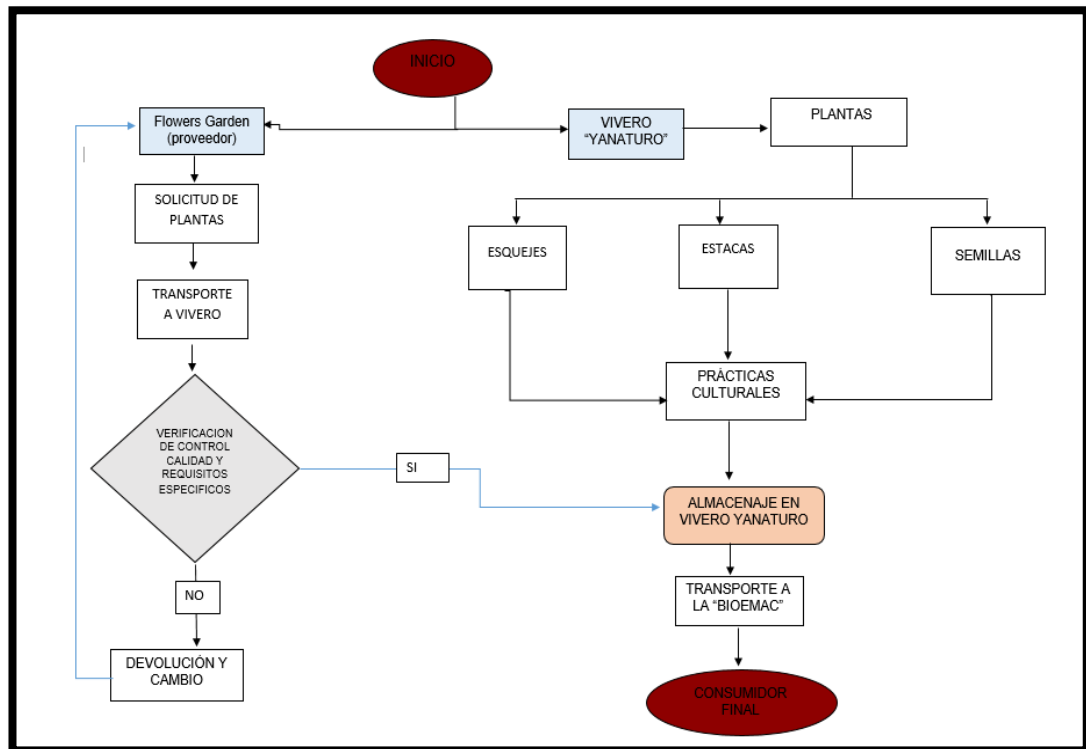 INICIO
Flowers Garden
(proveedor)
VIVERO
“YANATURO”
PLANTAS
SOLICITUD DE
PLANTAS
ESQUEJES
ESTACAS
SEMILLAS
TRANSPORTE
A VIVERO
PRÁCTICAS
CULTURALES
VERIFICACION
DE CONTROL
CALIDAD Y
REQUISITOS
ESPECIFICOS
SI
ALMACENAJE EN
VIVERO YANATURO
NO
TRANSPORTE A
LA “BIOEMAC”
DEVOLUCIÓN Y
CAMBIO
CONSUMIDOR
FINAL